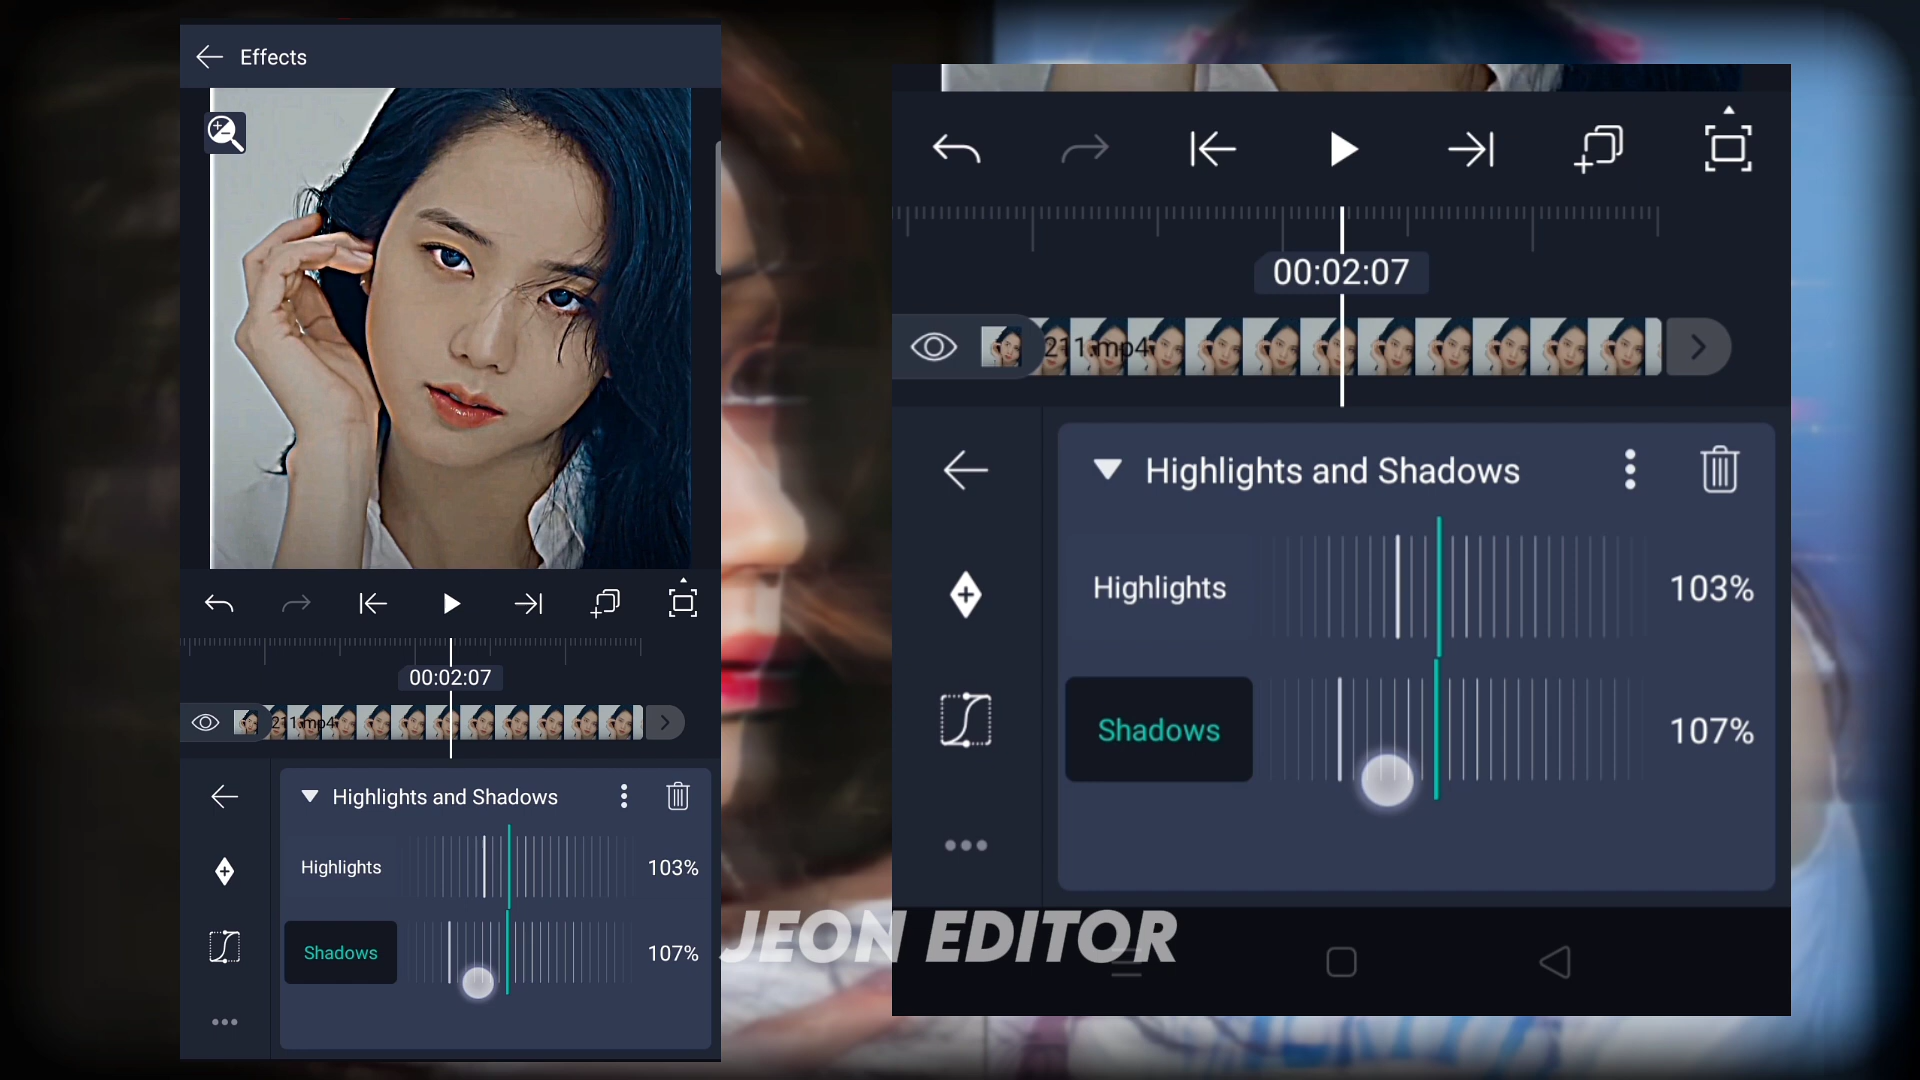 Effects
00:02:07
211.mp4
Highlights and Shadows
Highlights
103%
Shadows
107%
00:02:07
211.mp4
Highlights and Shadows
Highlights
103%
Shadows
107%
JEON EDITOR